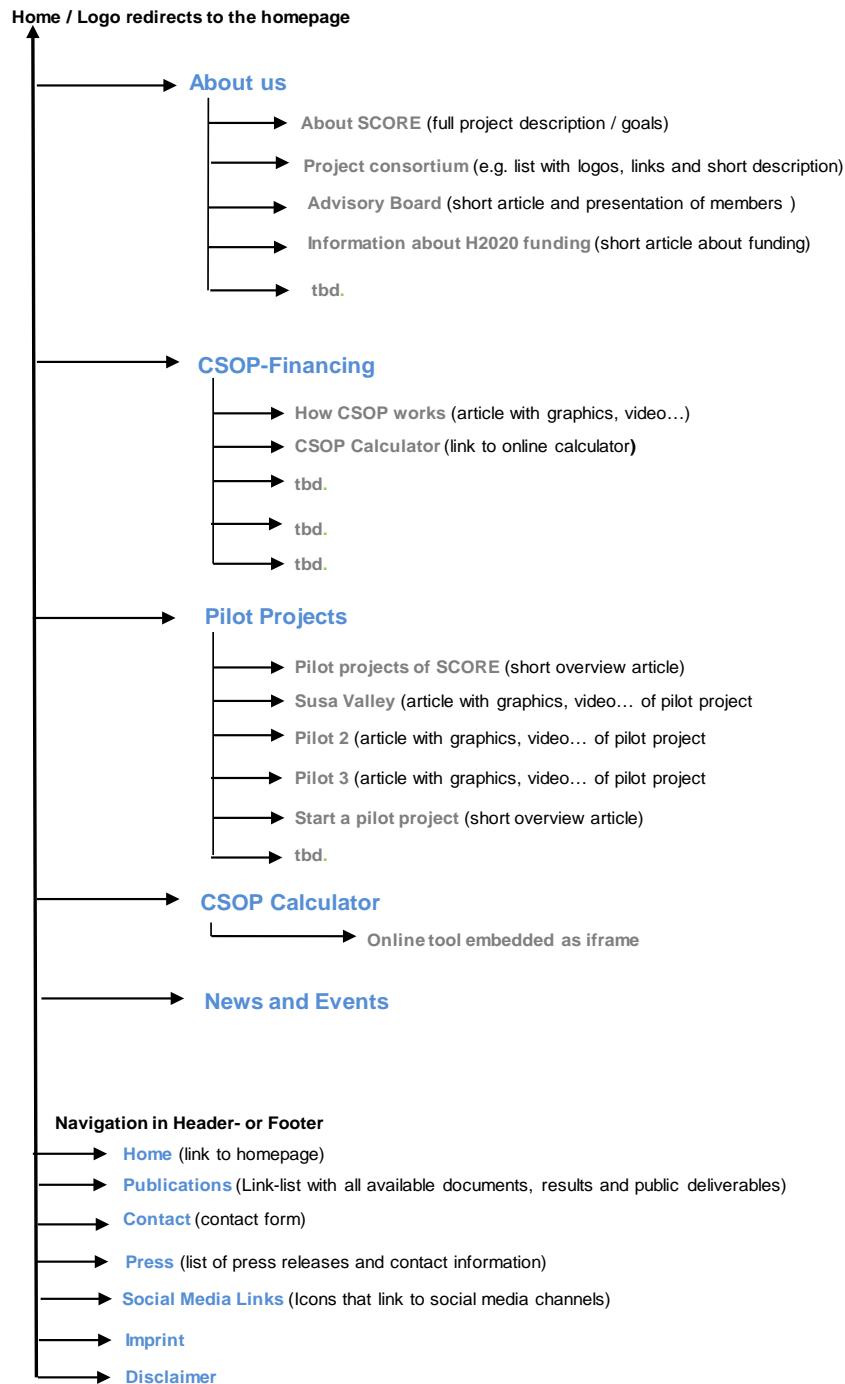 Home / Logo redirects to the homepage
About us
About SCORE (full project description / goals)
Project consortium (e.g. list with logos, links and short description)
Advisory Board (short article and presentation of members )
Information about H2020 funding (short article about funding)
tbd.
CSOP-Financing
How CSOP works (article with graphics, video…)
CSOP Calculator (link to online calculator)
tbd.
tbd.
tbd.
Pilot Projects
Pilot projects of SCORE (short overview article)
Susa Valley (article with graphics, video… of pilot project
Pilot 2 (article with graphics, video… of pilot project
Pilot 3 (article with graphics, video… of pilot project
Start a pilot project (short overview article)
tbd.
CSOP Calculator
Online tool embedded as iframe
News and Events
Navigation in Header- or Footer
Home (link to homepage)
Publications (Link-list with all available documents, results and public deliverables)
Contact (contact form)
Press (list of press releases and contact information)
Social Media Links (Icons that link to social media channels)
Imprint
Disclaimer